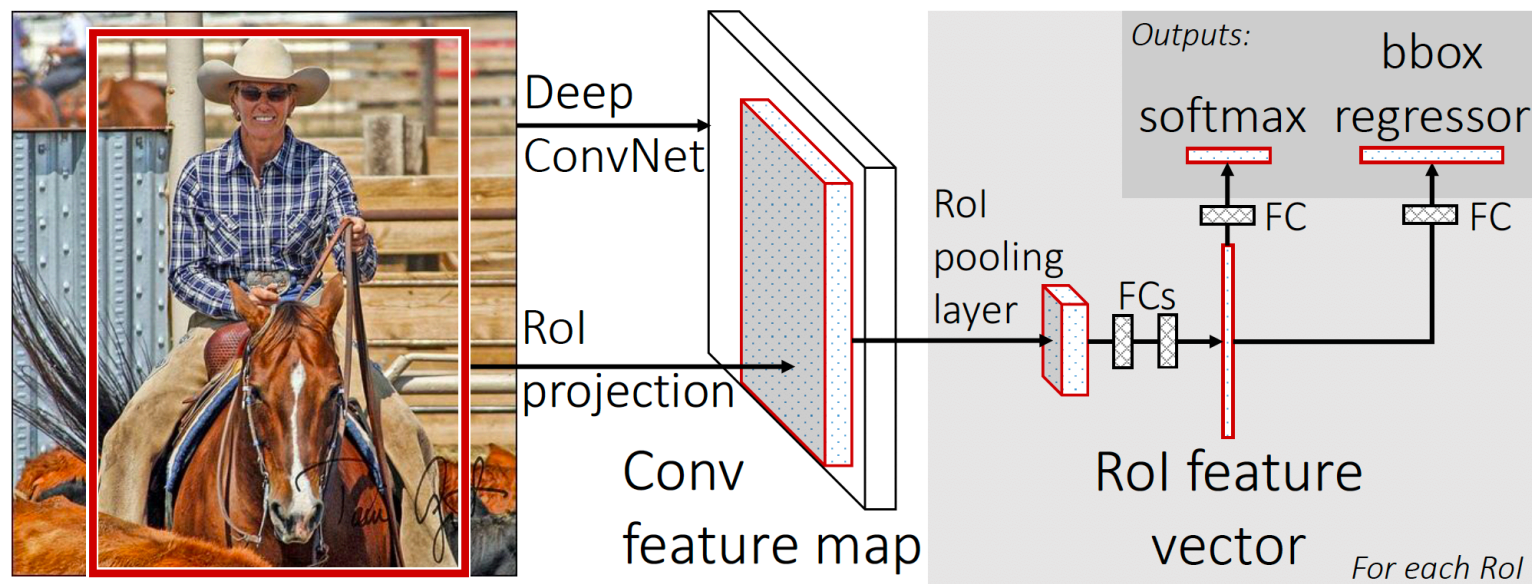 Deep
ConvNet
RoI
projection
Conv
feature map
RoI
pooling
layer
FCs
Outputs:
softmax
bbox
regressor
FC
FC
RoI feature
vector
For each RoI